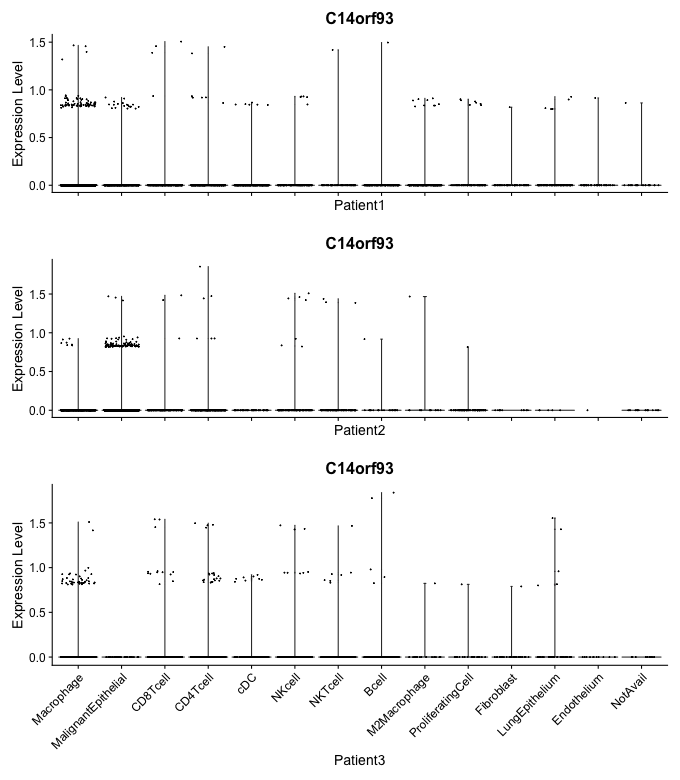 C14orf93
Expression Level
1.5
1.0
0.5
0.0
Patient1
C14orf93
Expression Level
1.5
1.0
0.5
0.0
Patient2
C14orf93
Expression Level
1.5
1.0
0.5
0.0
Macrophage
MalignantEpithelial
CD8Tcell
CD4Tcell
cDC
NKcell
NKTcell
Bcell
M2Macrophage
ProliferatingCell
Fibroblast
LungEpithelium
Endothelium
NotAvail
Patient3